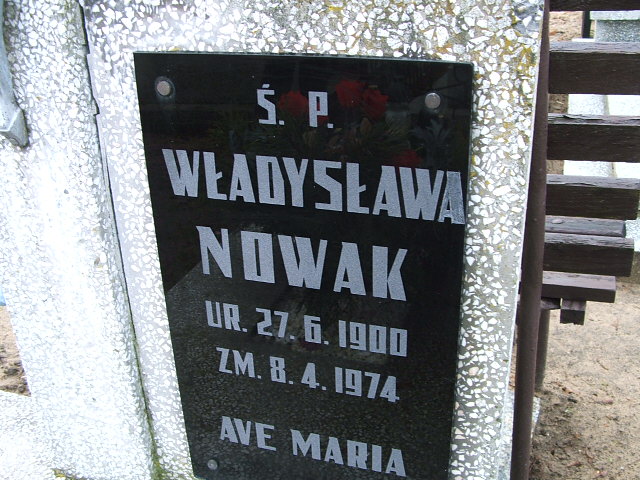 Ś. P.
WŁADYSŁAWA
NOWAK
UR. 27. 6. 1900
ZM. 8. 4. 1974
AVE MARIA